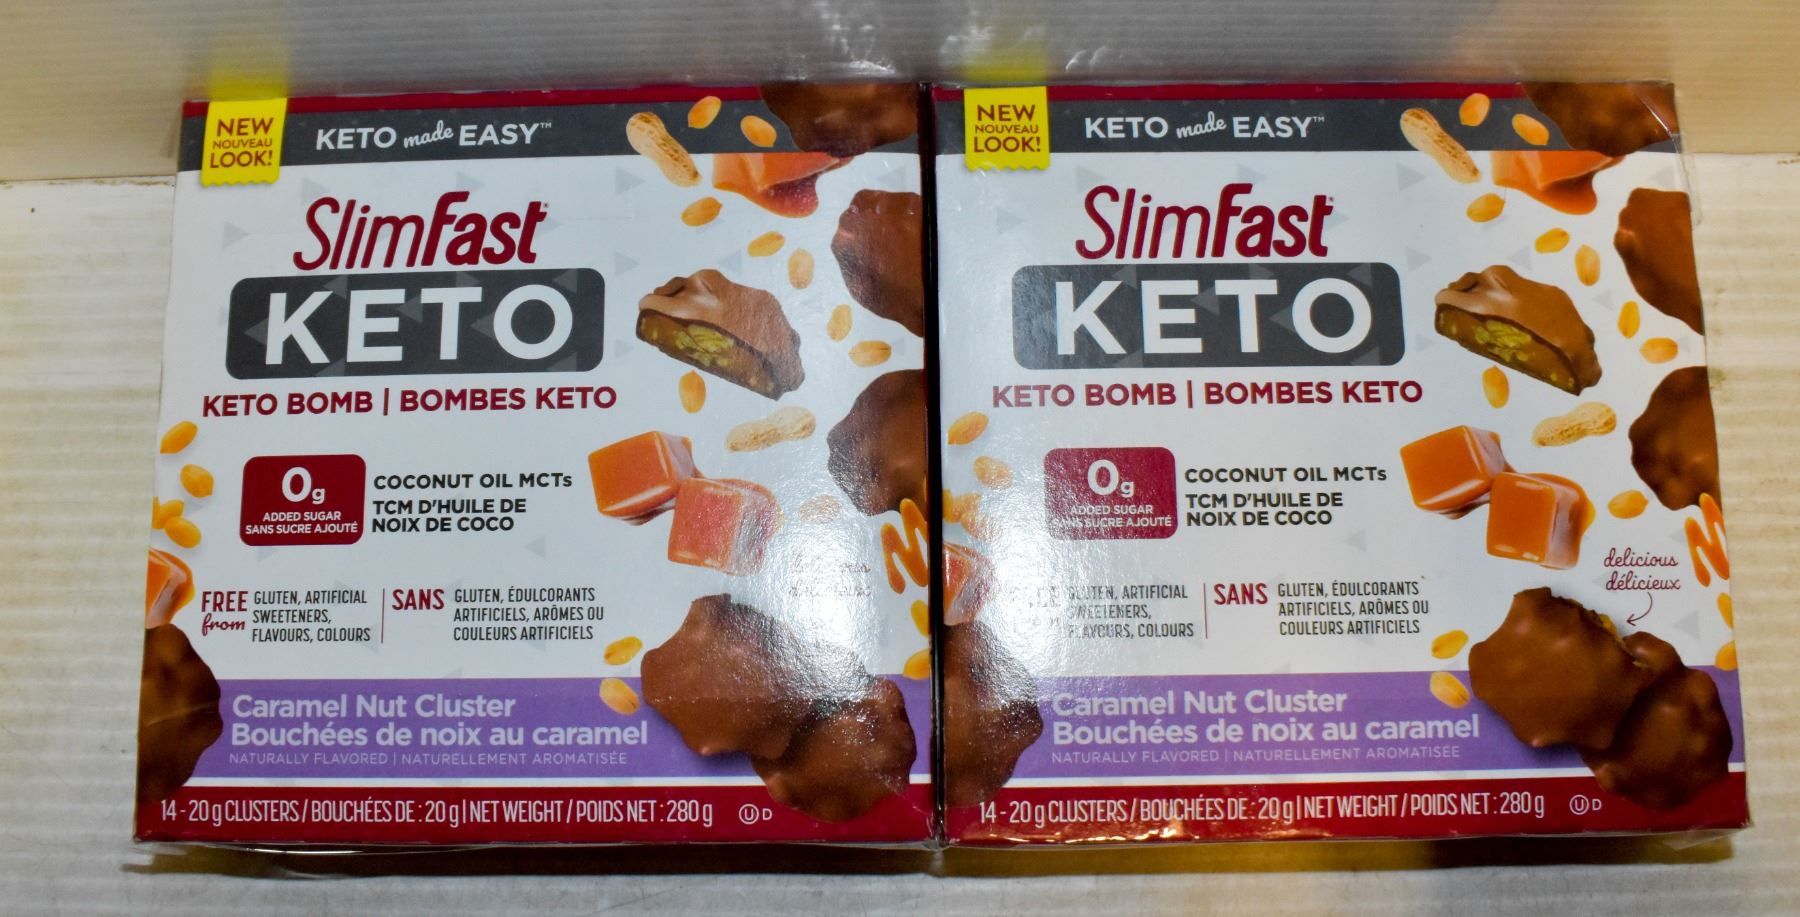 NEW
NOUVEAU
LOOK!
KETO made EASY™
SlimFast®
KETO
KETO BOMB | BOMBES KETO
0g
ADDED SUGAR
SANS SUCRE AJOUTÉ
COCONUT OIL MCTs
TCM D'HUILE DE
NOIX DE COCO
FREE from
GLUTEN, ARTIFICIAL
SWEETENERS,
FLAVOURS, COLOURS
SANS
GLUTEN, ÉDULCORANTS
ARTIFICIELS, ARÔMES OU
COULEURS ARTIFICIELS
Caramel Nut Cluster
Bouchées de noix au caramel
NATURALLY FLAVORED | NATURELLEMENT AROMATISÉE
14 - 20 g CLUSTERS / BOUCHÉES DE : 20 g | NET WEIGHT / POIDS NET : 280 g U D
NEW
NOUVEAU
LOOK!
KETO made EASY™
SlimFast®
KETO
KETO BOMB | BOMBES KETO
0g
ADDED SUGAR
SANS SUCRE AJOUTÉ
COCONUT OIL MCTs
TCM D'HUILE DE
NOIX DE COCO
GLUTEN, ARTIFICIAL
SWEETENERS,
FLAVOURS, COLOURS
SANS
GLUTEN, ÉDULCORANTS
ARTIFICIELS, ARÔMES OU
COULEURS ARTIFICIELS
delicious
délicieux
Caramel Nut Cluster
Bouchées de noix au caramel
NATURALLY FLAVORED | NATURELLEMENT AROMATISÉE
14 - 20 g CLUSTERS / BOUCHÉES DE : 20 g | NET WEIGHT / POIDS NET : 280 g U D